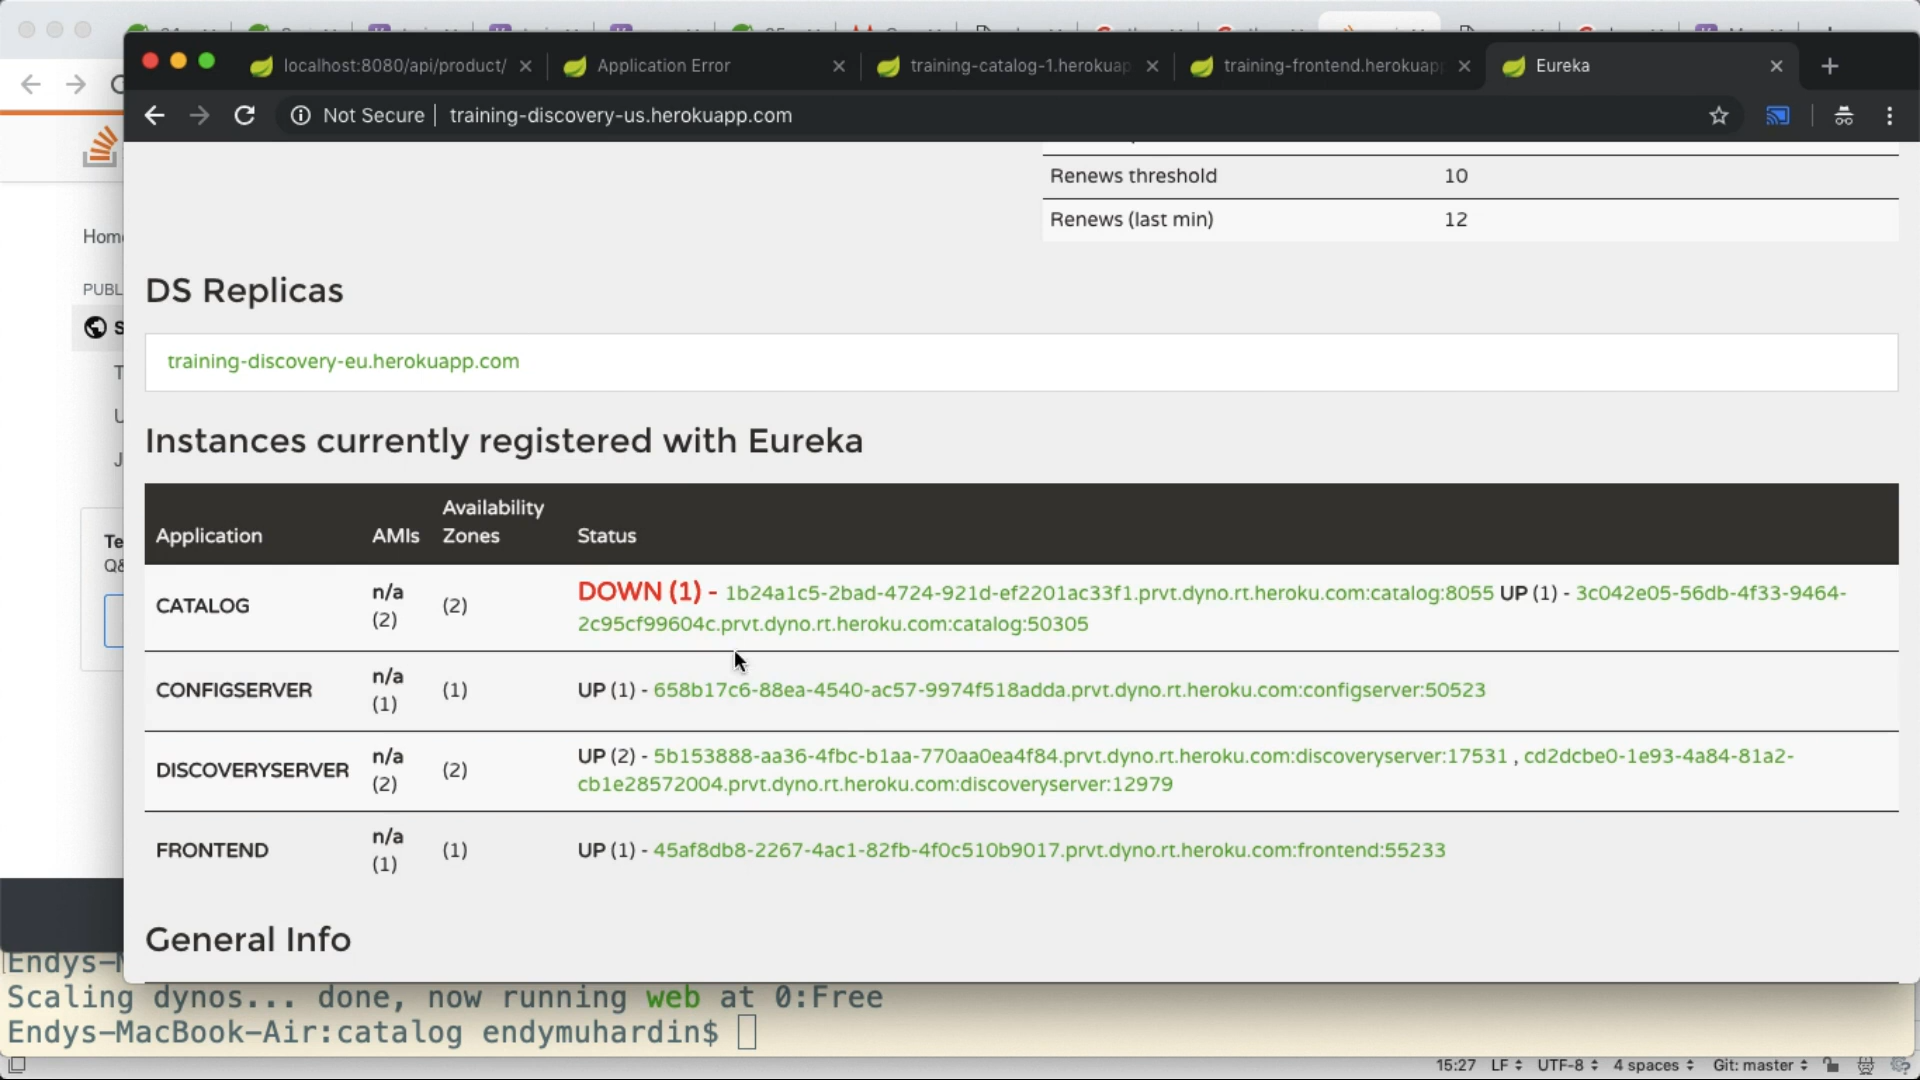 localhost:8080/api/product/
Application Error
training-catalog-1.herokuap
training-frontend.herokuapp
Eureka
Not Secure
training-discovery-us.herokuapp.com
Renews threshold 10
Renews (last min) 12
DS Replicas
training-discovery-eu.herokuapp.com
Instances currently registered with Eureka
Application AMIs Availability Zones Status
CATALOG n/a (2) (2) DOWN (1) - 1b24a1c5-2bad-4724-921d-ef2201ac33f1.prvt.dyno.rt.heroku.com:catalog:8055 UP (1) - 3c042e05-56db-4f33-9464-
2c95cf99604c.prvt.dyno.rt.heroku.com:catalog:50305
CONFIGSERVER n/a (1) (1) UP (1) - 658b17c6-88ea-4540-ac57-9974f518adda.prvt.dyno.rt.heroku.com:configserver:50523
DISCOVERYSERVER n/a (2) (2) UP (2) - 5b153888-aa36-4fbc-b1aa-770aa0ea4f84.prvt.dyno.rt.heroku.com:discoveryserver:17531 , cd2dcbe0-1e93-4a84-81a2-
cb1e28572004.prvt.dyno.rt.heroku.com:discoveryserver:12979
FRONTEND n/a (1) (1) UP (1) - 45af8db8-2267-4ac1-82fb-4f0c510b9017.prvt.dyno.rt.heroku.com:frontend:55233
General Info
Endys-M
Scaling dynos... done, now running web at 0:Free
Endys-MacBook-Air:catalog endymuhardin$
15:27 LF UTF-8 4 spaces Git: master